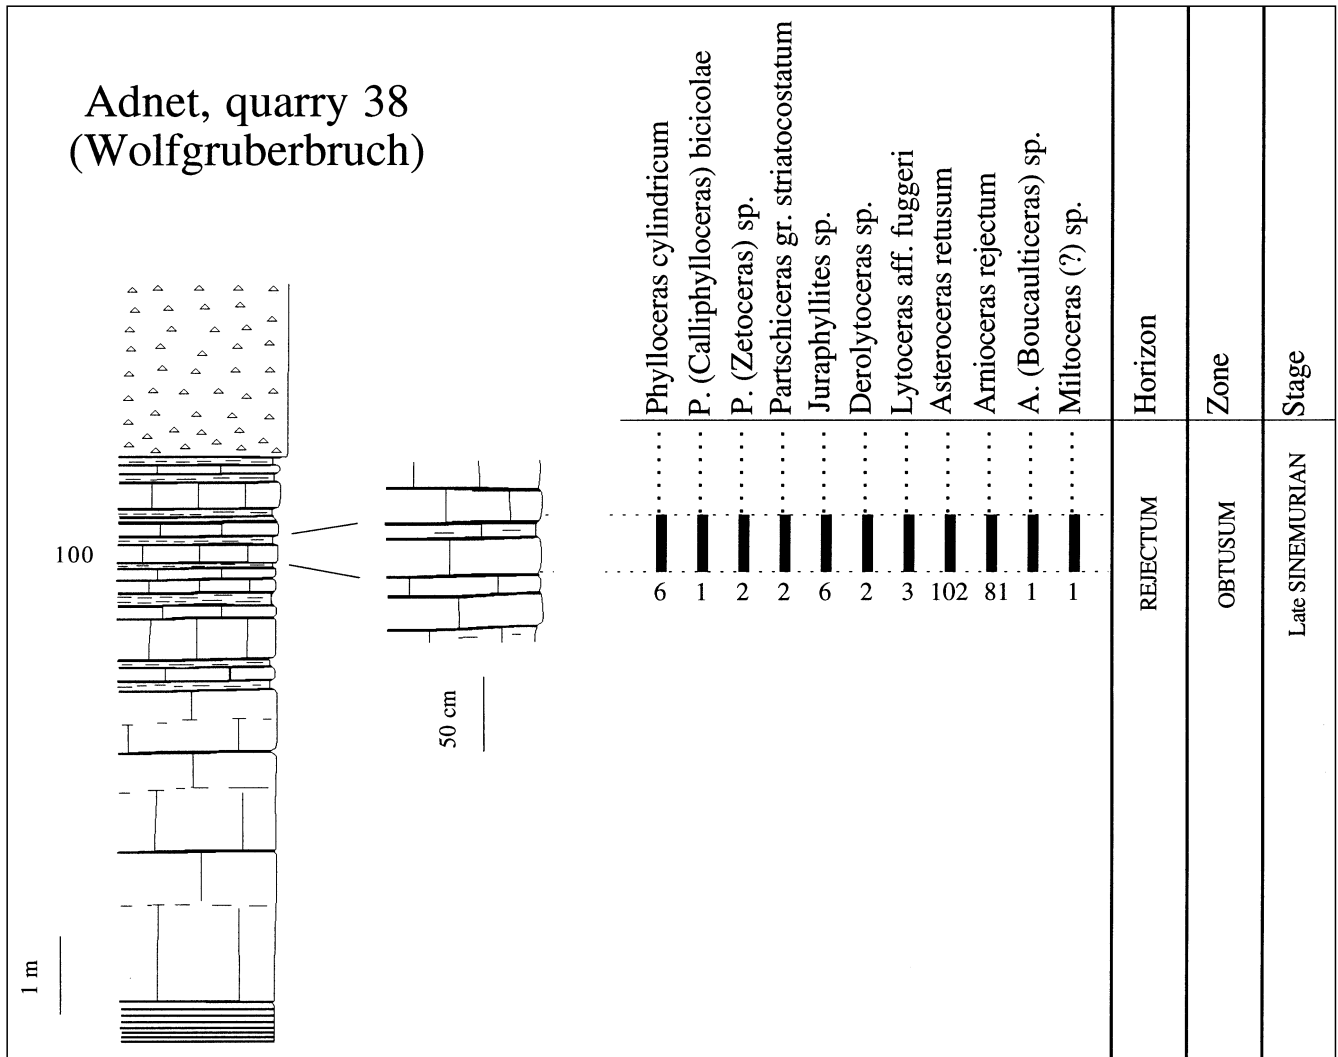 Adnet, quarry 38
(Wolfgruberbruch)
Phylloceras cylindricum
P. (Calliphylloceras) bicicolae
P. (Zetoceras) sp.
Partschiceras gr. striatocostatum
Juraphyllites sp.
Derolytoceras sp.
Lytoceras aff. fuggeri
Asteroceras retusum
Arnioceras rejectum
A. (Boucaulticeras) sp.
Miltoceras (?) sp.
Horizon
Zone
Stage
100
6 1 2 2 6 2 3 102 81 1 1
REJECTUM
OBTUSUM
Late SINEMURIAN
50 cm
1 m